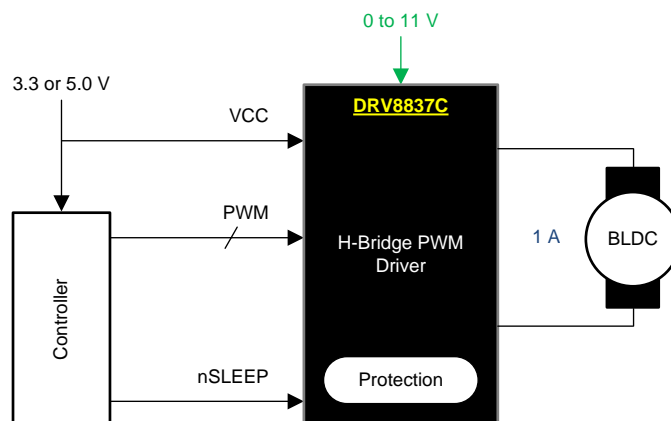 0 to 11 V
3.3 or 5.0 V
DRV8837C
VCC
PWM
H-Bridge PWM
Driver
1 A
BLDC
Controller
nSLEEP
Protection